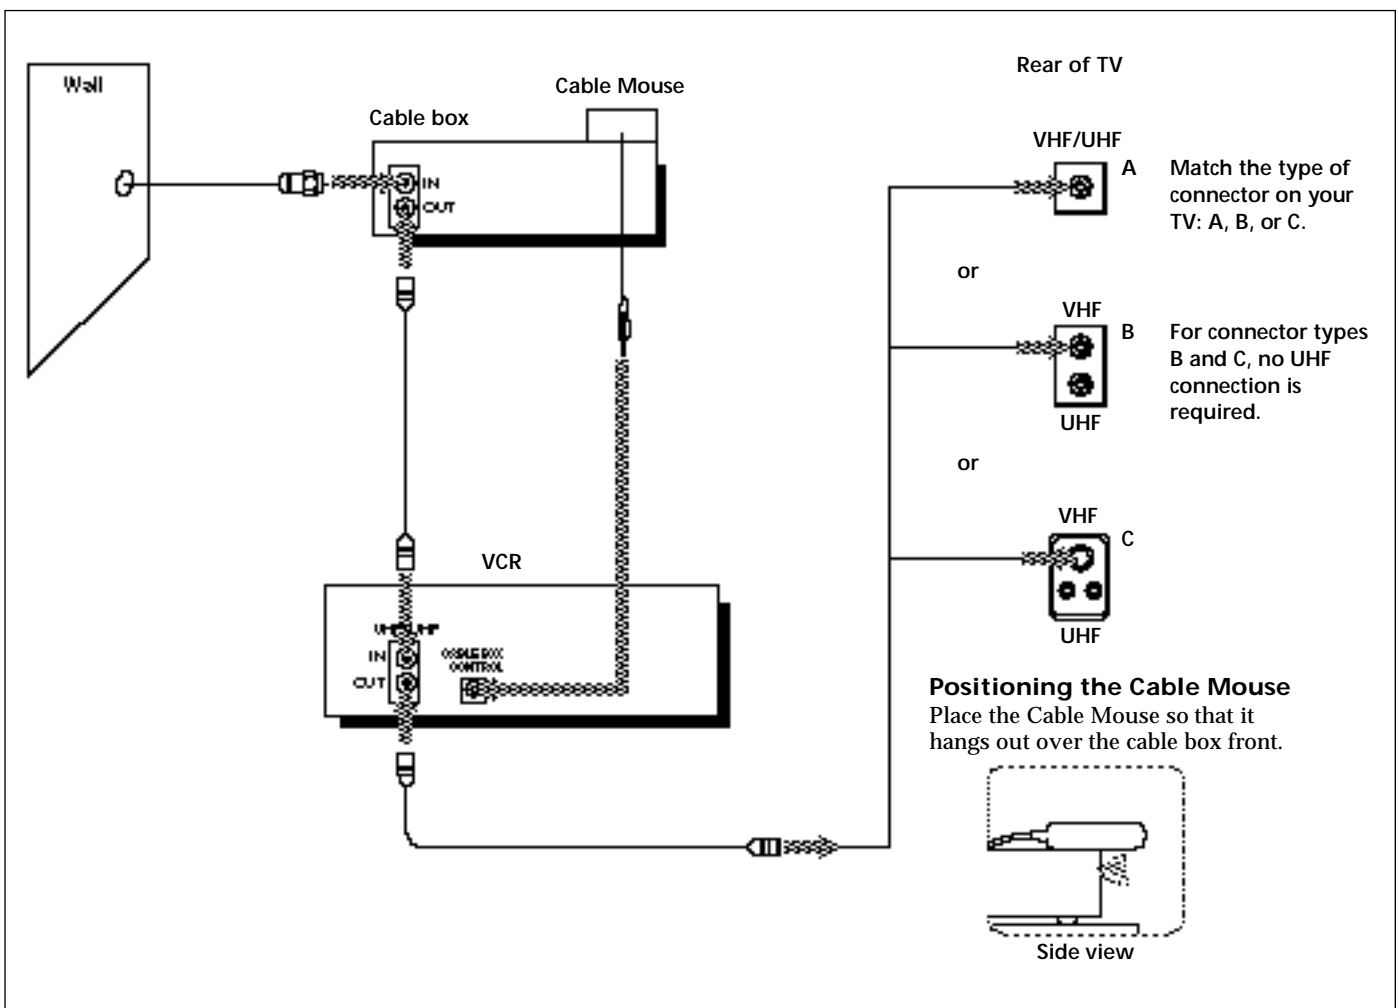 Rear of TV
Wall
Cable Mouse
Cable box
VHF/UHF
A
Match the type of
connector on your
TV: A, B, or C.
IN
OUT
or
VHF
B
For connector types
B and C, no UHF
connection is
required.
UHF
or
VHF
C
UHF
VCR
IN
OUT
CABLE BOX
CONTROL
Positioning the Cable Mouse
Place the Cable Mouse so that it
hangs out over the cable box front.
Side view